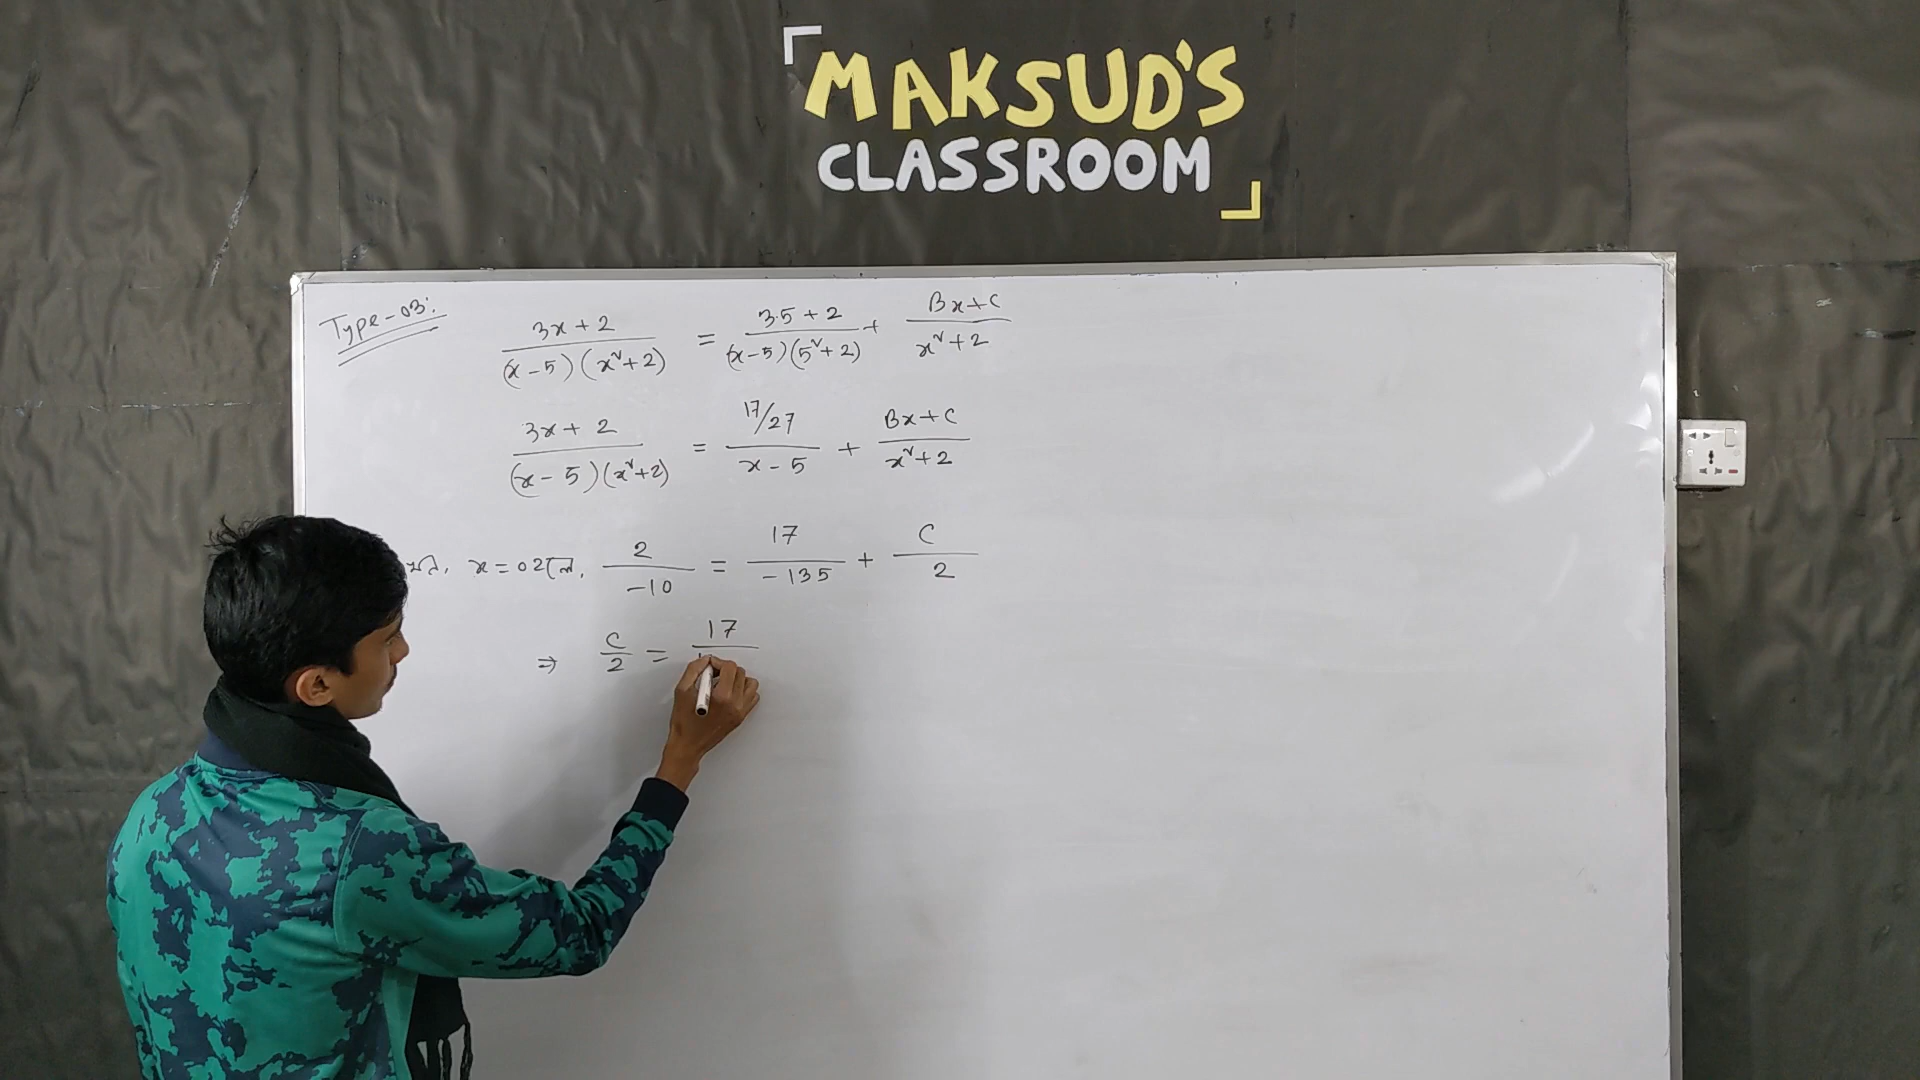 MAKSUD'S
CLASSROOM
Type-03:
(3x+2)/((x-5)(x²+2)) = (3.5+2)/((x-5)(5²+2)) + (Bx+C)/(x²+2)
(3x+2)/((x-5)(x²+2)) = (17/27)/(x-5) + (Bx+C)/(x²+2)
x=0 হলে, 2/-10 = 17/-135 + C/2
⇒ C/2 = 17/